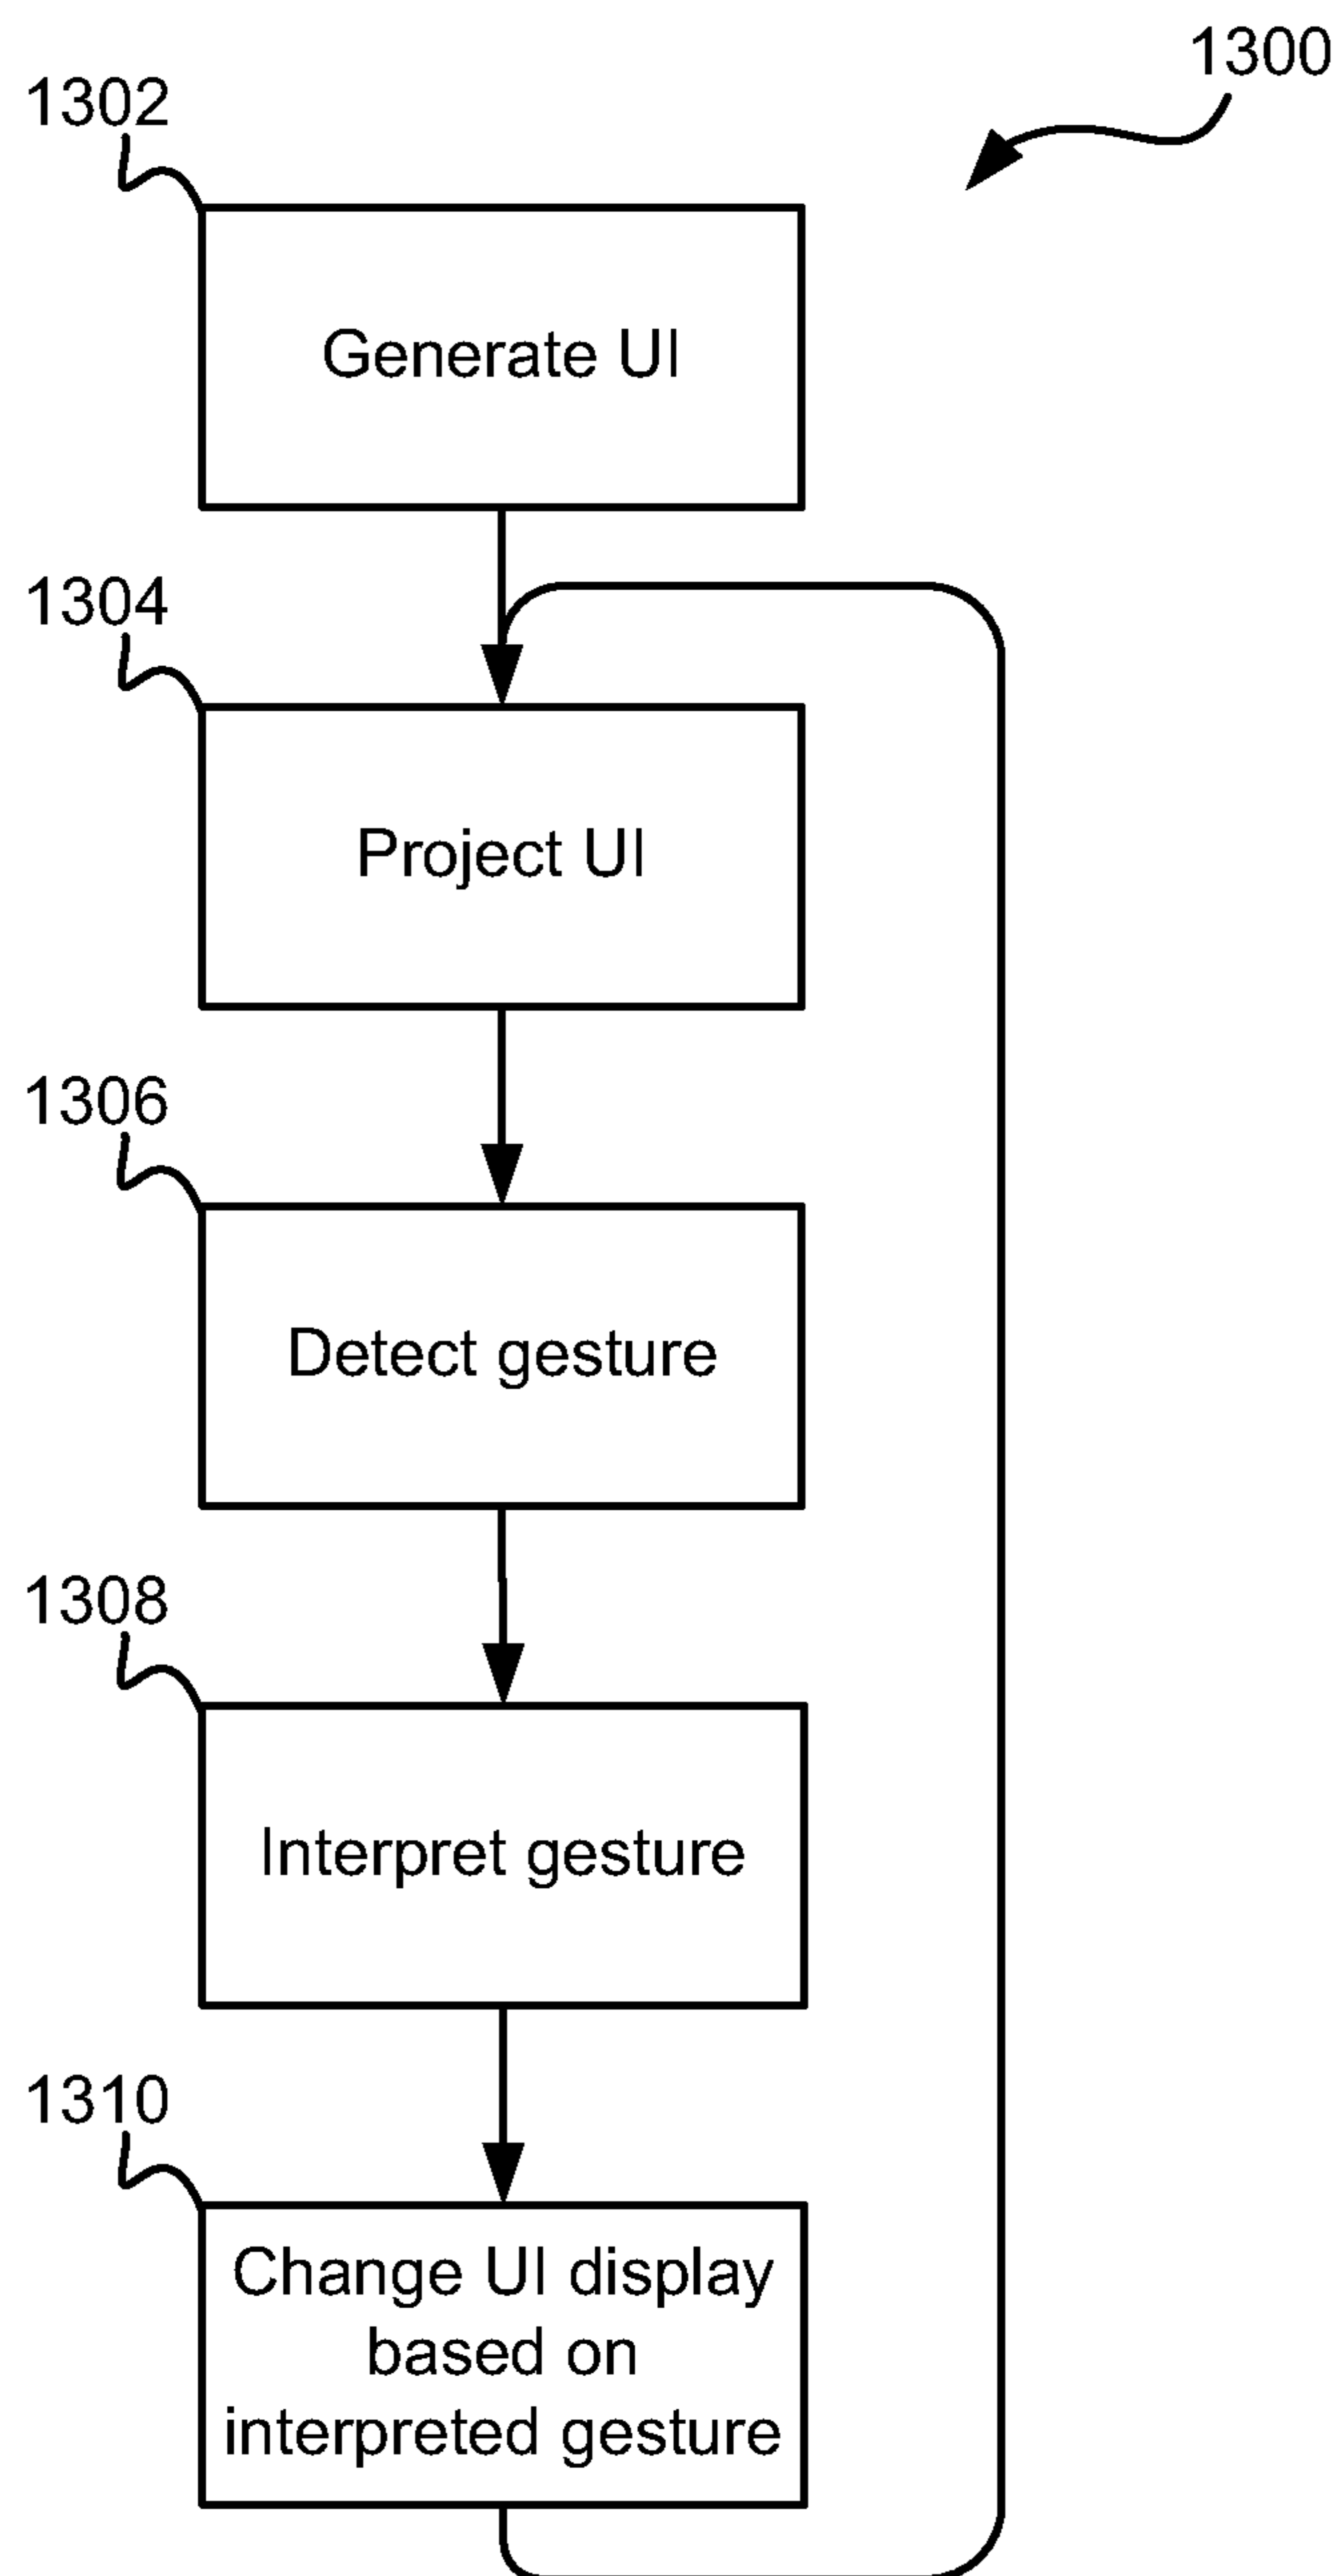 1300
1302
Generate UI
1304
Project UI
1306
Detect gesture
1308
Interpret gesture
1310
Change UI display
based on
interpreted gesture